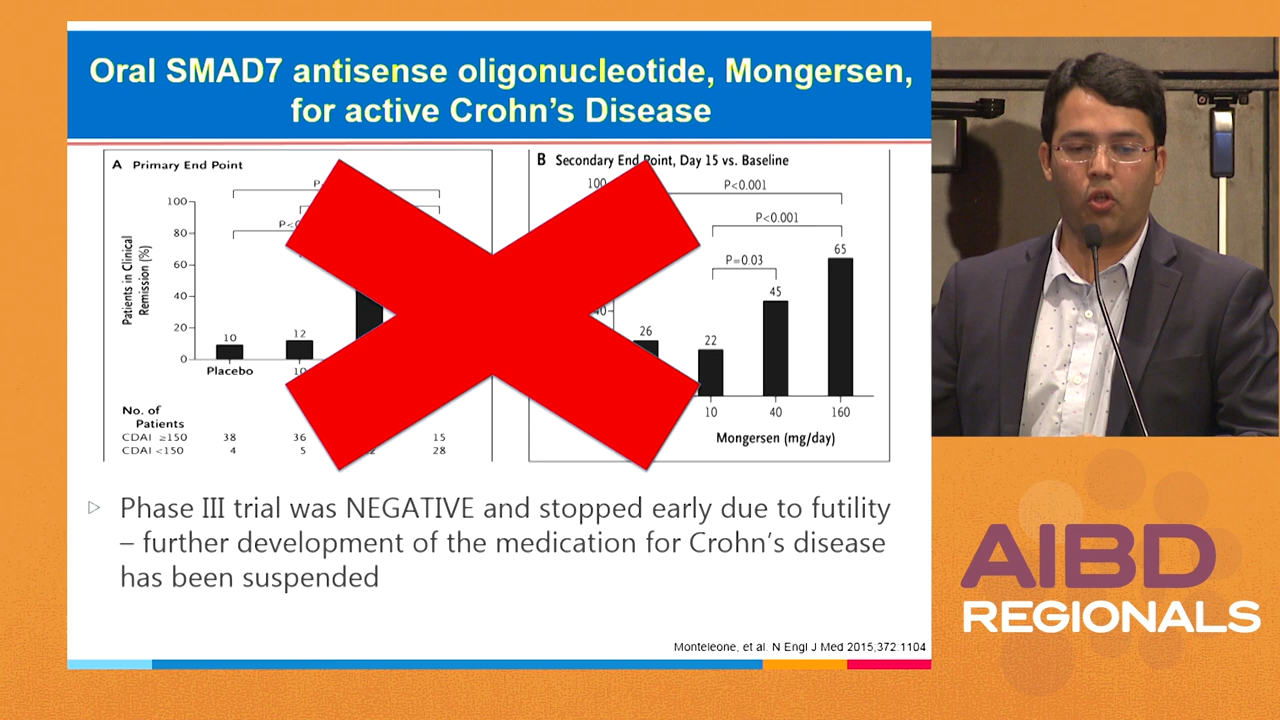 Oral SMAD7 antisense oligonucleotide, Mongersen,
for active Crohn's Disease
A Primary End Point
100
80
60
40
20
0
Patients in Clinical
Remission (%)
10
12
Placebo
10
No. of
Patients
CDAI ≥150 38 36 15
CDAI <150 4 5 28
B Secondary End Point, Day 15 vs. Baseline
100
P<0.001
P<0.001
P=0.03
26
22
45
65
10 40 160
Mongersen (mg/day)
▷ Phase III trial was NEGATIVE and stopped early due to futility
– further development of the medication for Crohn's disease
has been suspended
Monteleone, et al. N Engl J Med 2015;372:1104
AIBD
REGIONALS